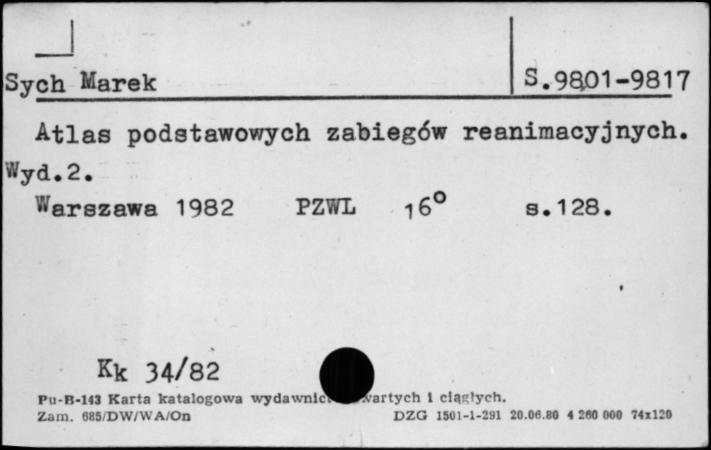 Sych Marek S.9801-9817
Atlas podstawowych zabiegów reanimacyjnych.
Wyd.2.
Warszawa 1982 PZWL 16° s.128.
Kk 34/82
Pu-B-143 Karta katalogowa wydawnic wartych i ciągłych.
Zam. 685/DW/WA/On DZG 1501-1-291 20.06.80 4 260 000 74x120